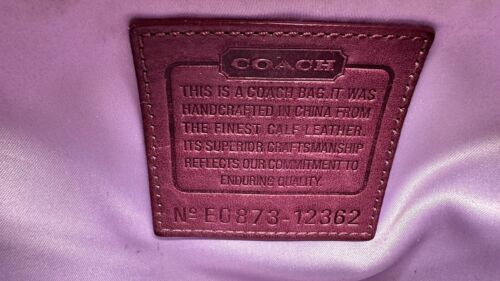 COACH
THIS IS A COACH BAG. IT WAS
HANDCRAFTED IN CHINA FROM
THE FINEST CALF LEATHER.
ITS SUPERIOR CRAFTSMANSHIP
REFLECTS OUR COMMITMENT TO
ENDURING QUALITY.
Nº E0873-12362